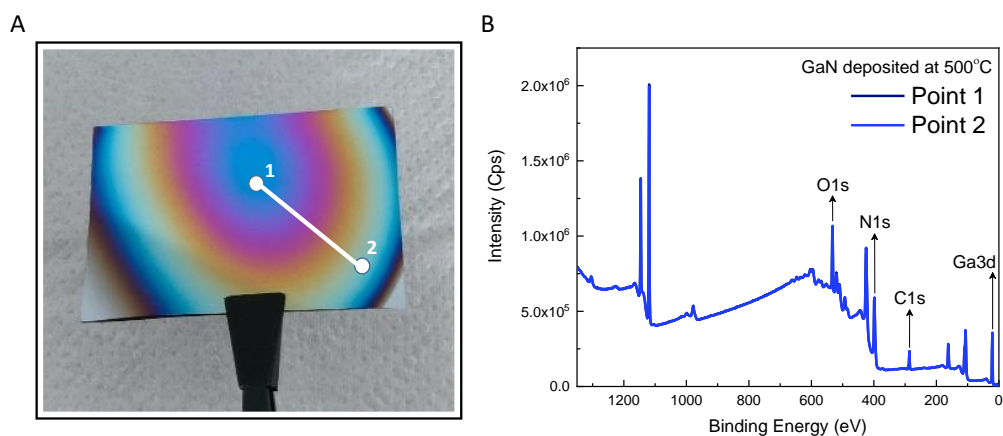 A
1
2
B
GaN deposited at 500°C
Point 1
Point 2
O1s
N1s
C1s
Ga3d
Intensity (Cps)
2.0x10⁶
1.5x10⁶
1.0x10⁶
5.0x10⁵
0.0
1200 1000 800 600 400 200 0
Binding Energy (eV)